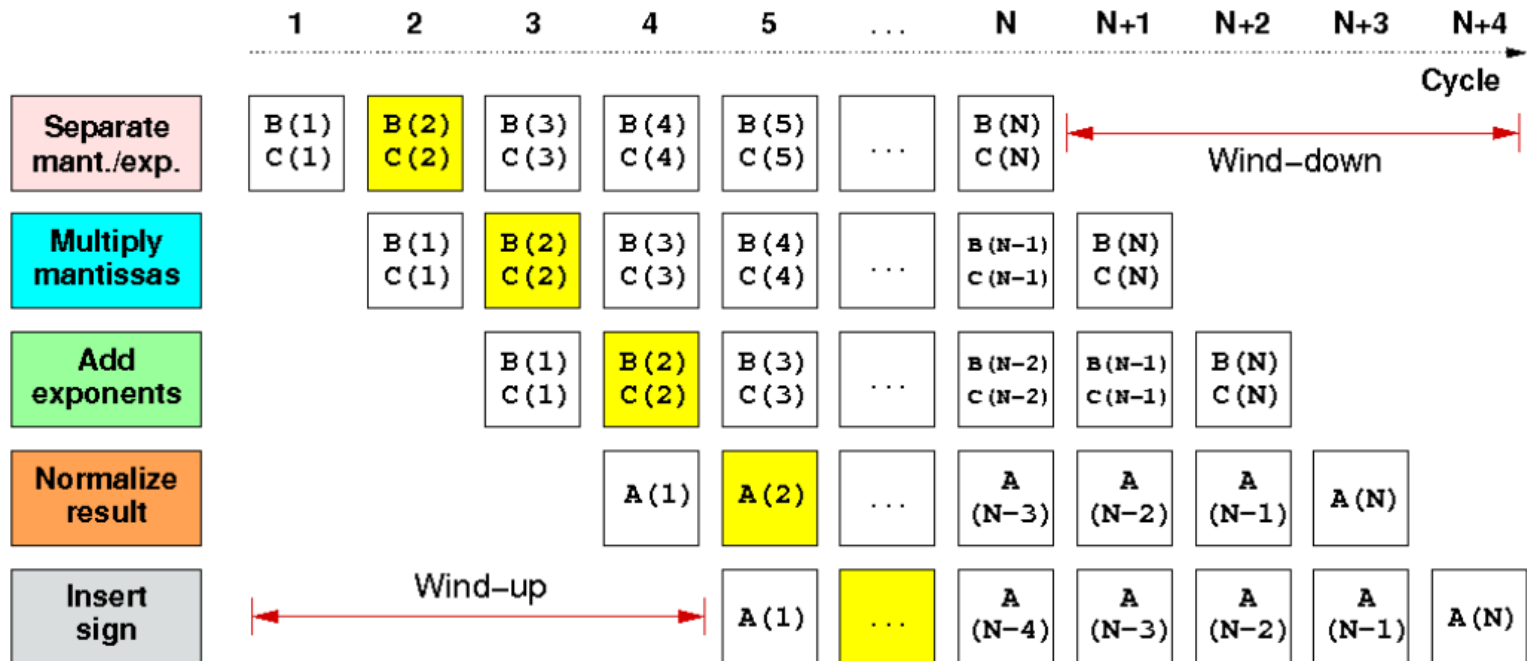 1 2 3 4 5 ... N N+1 N+2 N+3 N+4
Cycle
Separate
mant./exp.
B(1) B(2) B(3) B(4) B(5) ... B(N)
C(1) C(2) C(3) C(4) C(5) C(N)
Wind-down
Multiply
mantissas
B(1) B(2) B(3) B(4) ... B(N-1) B(N)
C(1) C(2) C(3) C(4) C(N-1) C(N)
Add
exponents
B(1) B(2) B(3) ... B(N-2) B(N-1) B(N)
C(1) C(2) C(3) C(N-2) C(N-1) C(N)
Normalize
result
A(1) A(2) ... A (N-3) A (N-2) A (N-1) A(N)
Wind-up
Insert
sign
A(1) ... A (N-4) A (N-3) A (N-2) A (N-1) A(N)